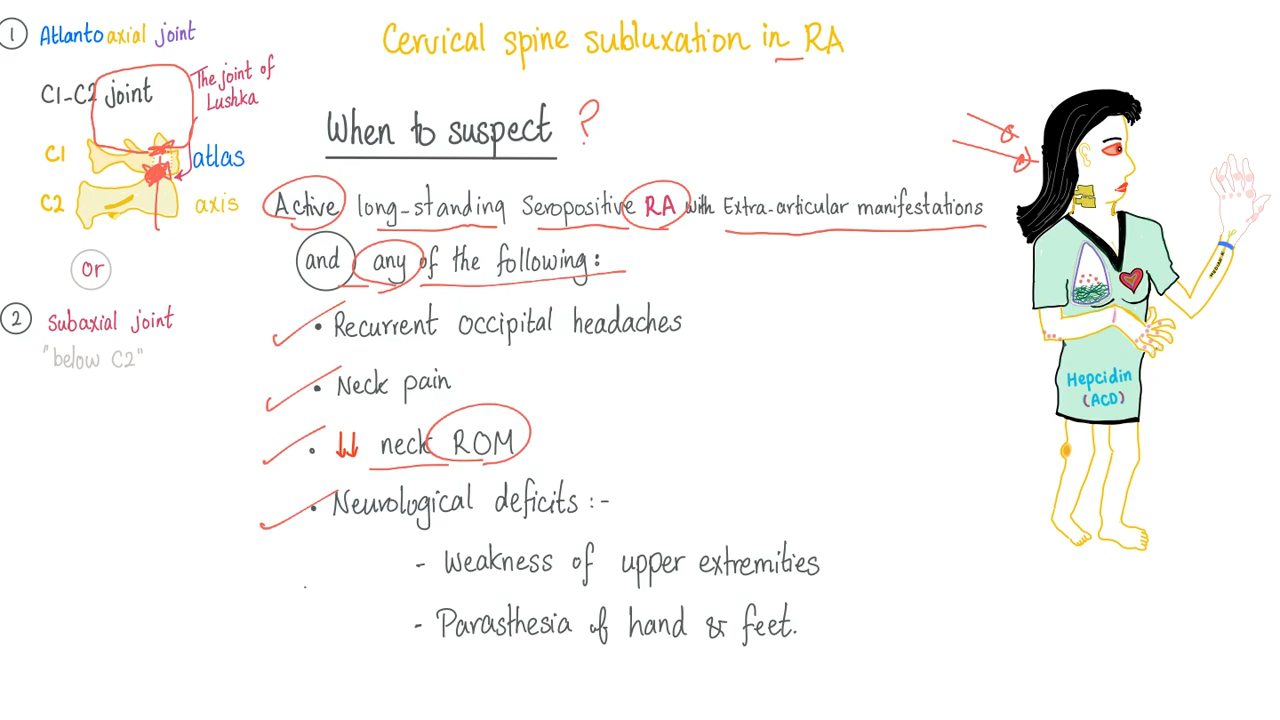 Cervical spine subluxation in RA
1 Atlantoaxial joint
C1-C2 joint
The joint of
Lushka
C1
atlas
C2
axis
or
2 Subaxial joint
"below C2"
When to suspect ?
Active long-standing Seropositive RA with Extra-articular manifestations
and any of the following:
• Recurrent occipital headaches
• Neck pain
• ↓↓ neck ROM
• Neurological deficits :-
- Weakness of upper extremities
- Parasthesia of hand & feet.
Hepcidin
(ACD)